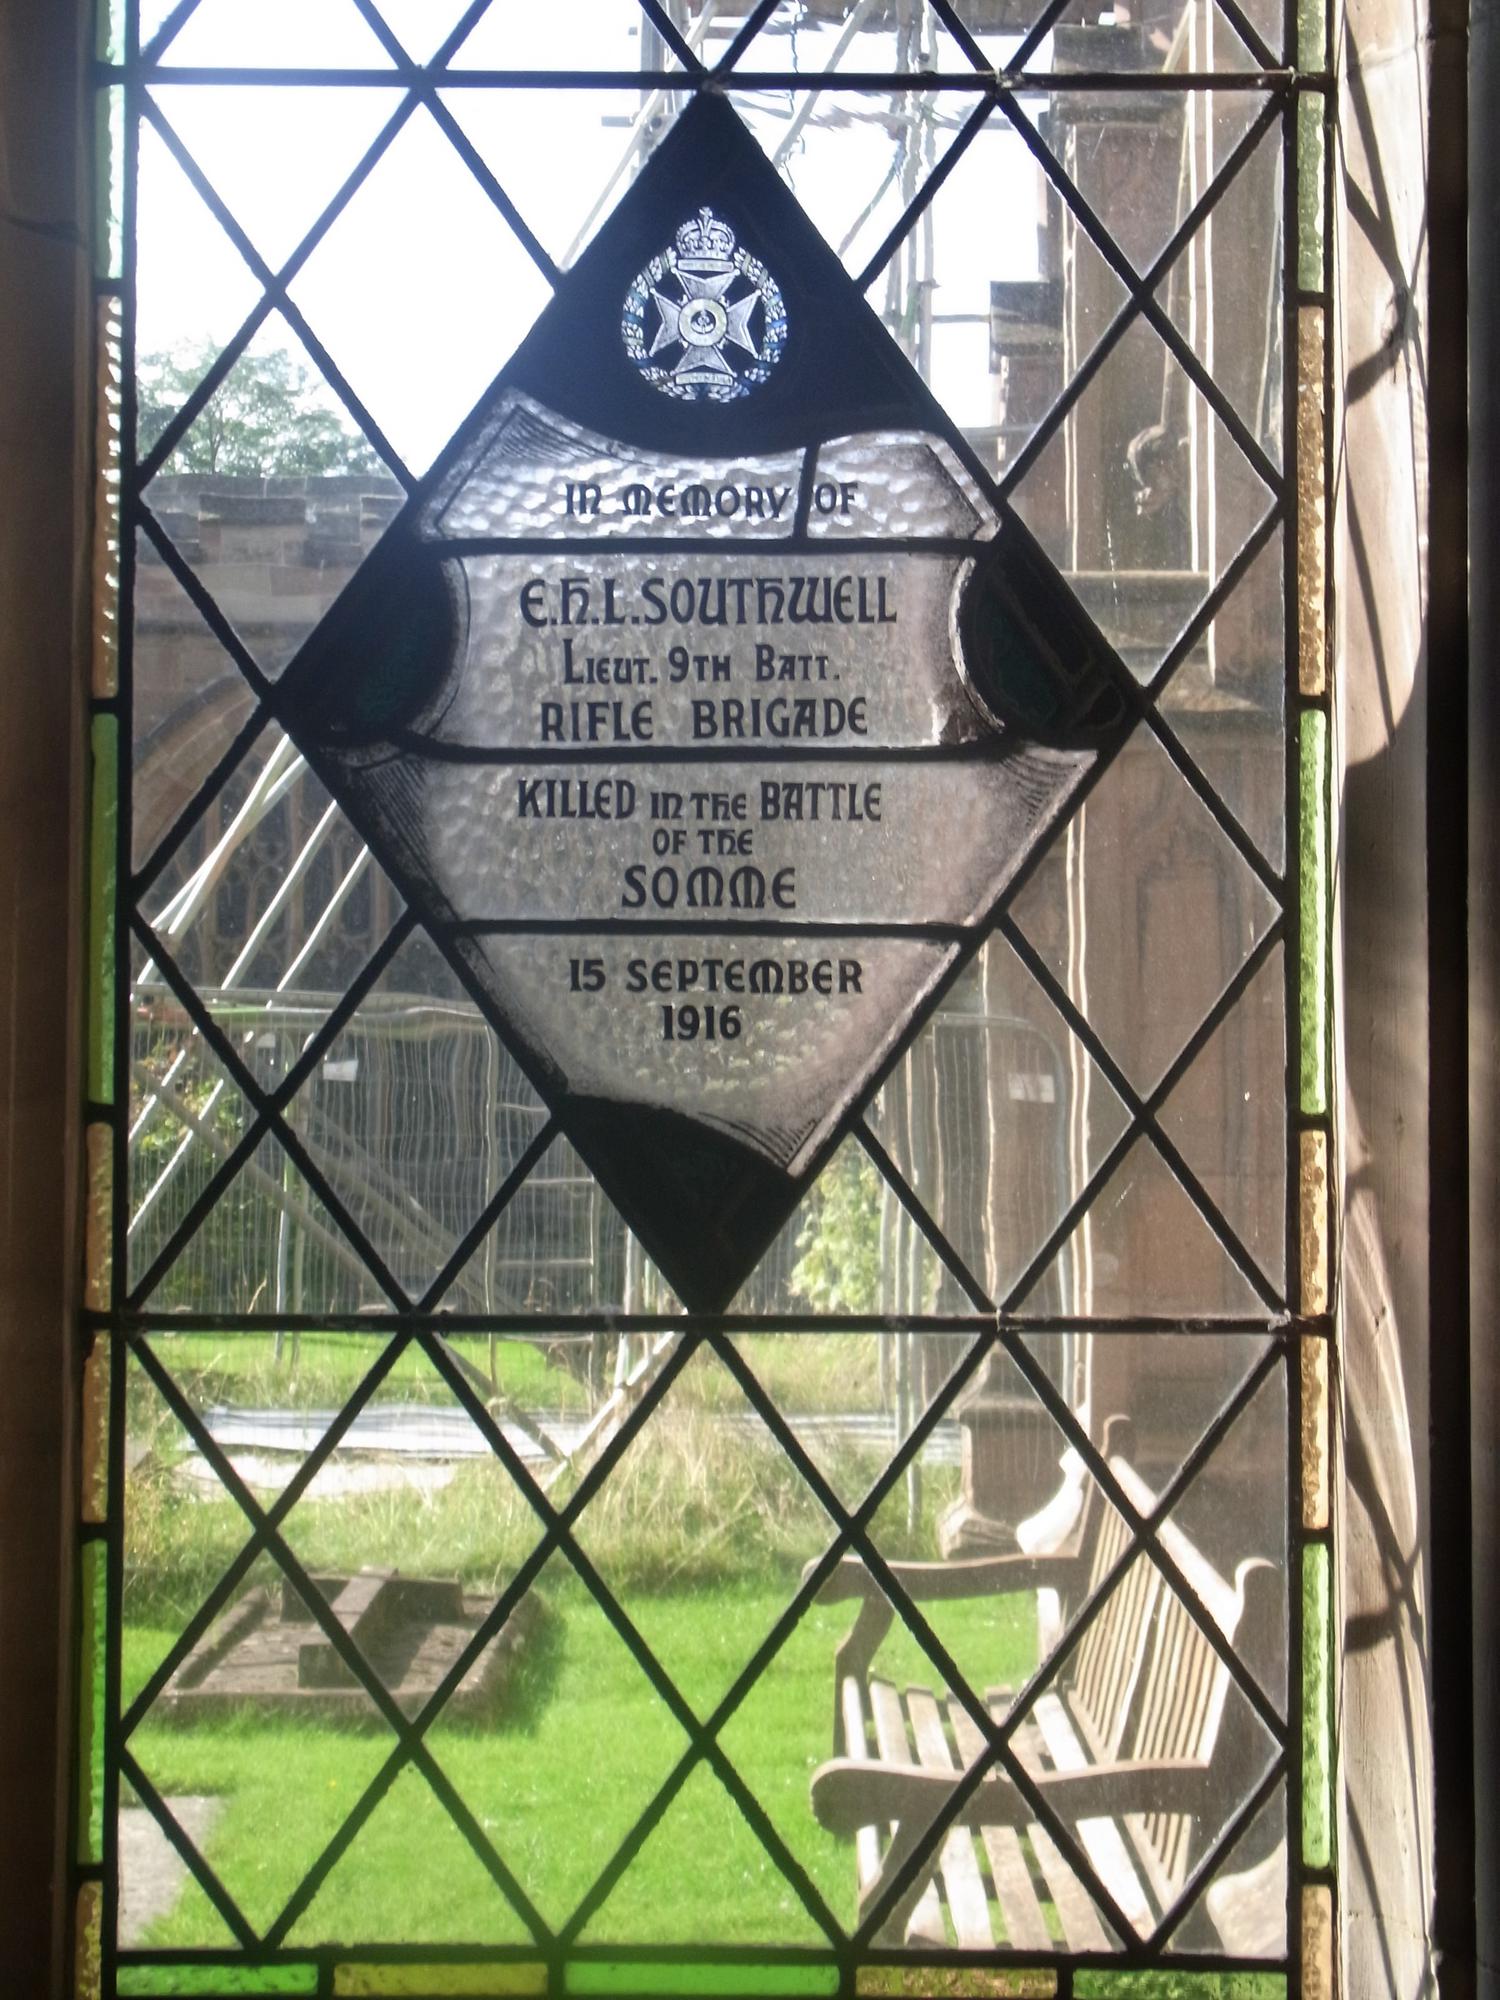 IN MEMORY OF
E.H.L. SOUTHWELL
LIEUT. 9TH BATT.
RIFLE BRIGADE
KILLED IN THE BATTLE
OF THE
SOMME
15 SEPTEMBER
1916